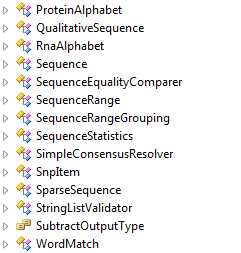 ProteinAlphabet
QualitativeSequence
RnaAlphabet
Sequence
SequenceEqualityComparer
SequenceRange
SequenceRangeGrouping
SequenceStatistics
SimpleConsensusResolver
SnpItem
SparseSequence
StringListValidator
SubtractOutputType
WordMatch